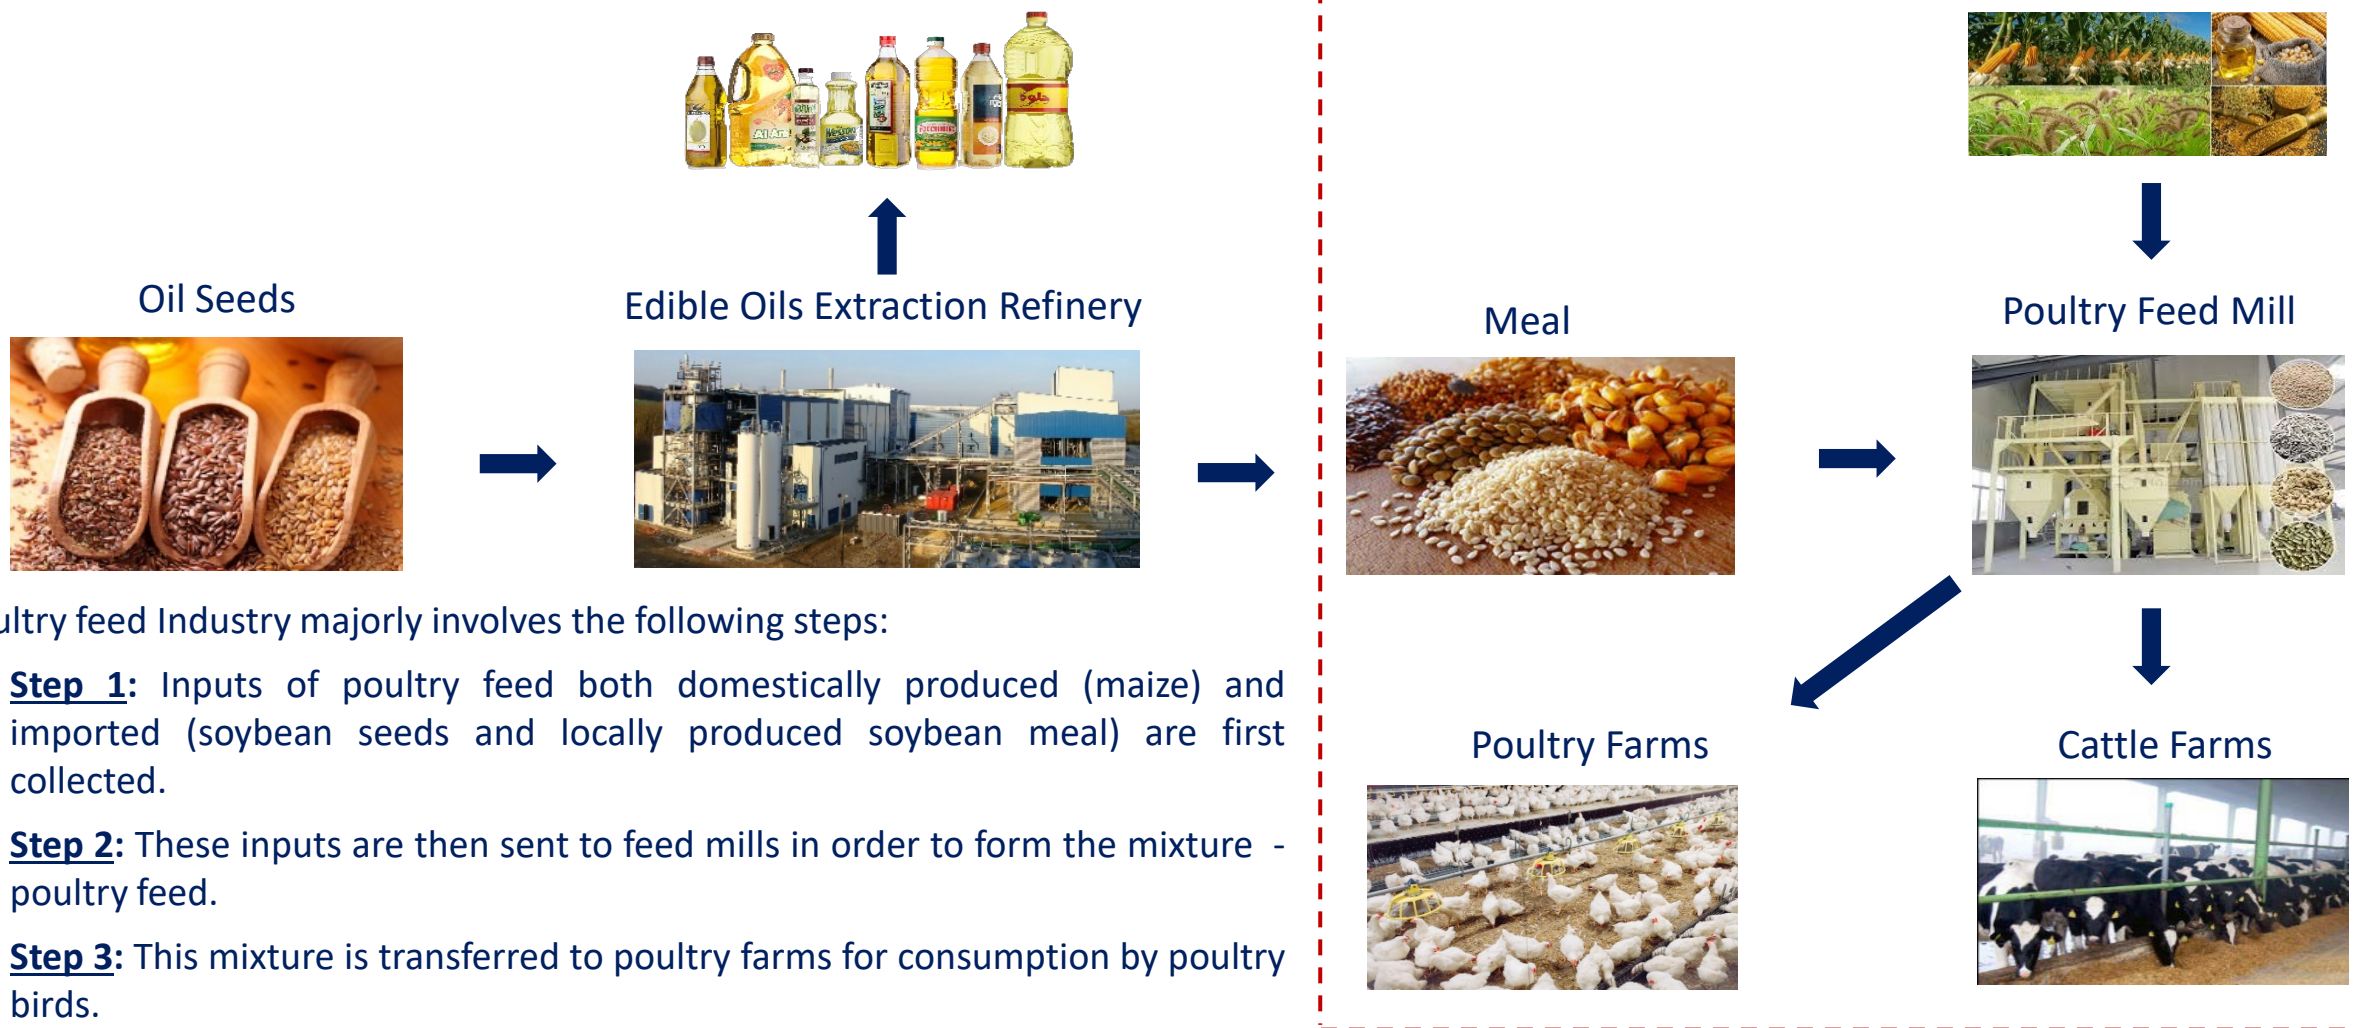 Oil Seeds
Edible Oils Extraction Refinery
Meal
Poultry Feed Mill
ultry feed Industry majorly involves the following steps:
Step 1: Inputs of poultry feed both domestically produced (maize) and
imported (soybean seeds and locally produced soybean meal) are first
collected.
Step 2: These inputs are then sent to feed mills in order to form the mixture -
poultry feed.
Step 3: This mixture is transferred to poultry farms for consumption by poultry
birds.
Poultry Farms
Cattle Farms